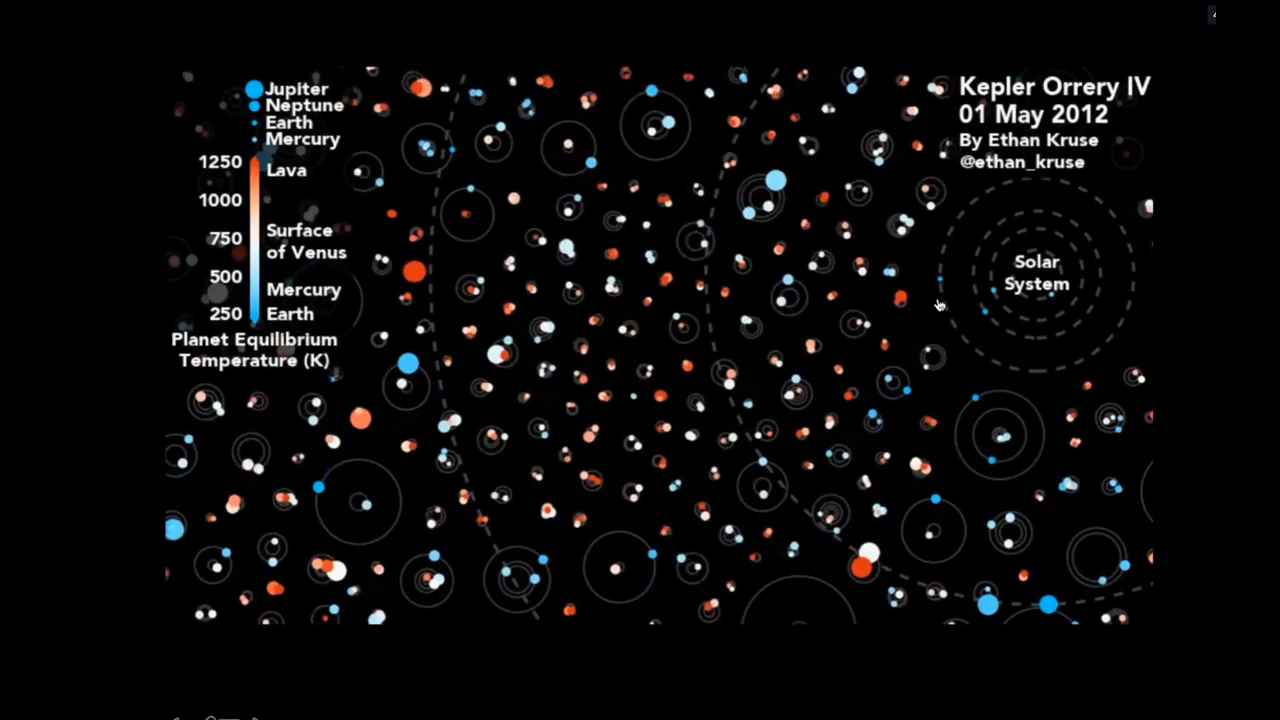 Jupiter
Neptune
Earth
Mercury
1250
Lava
1000
750
Surface
of Venus
500
Mercury
250
Earth
Planet Equilibrium
Temperature (K)
Kepler Orrery IV
01 May 2012
By Ethan Kruse
@ethan_kruse
Solar
System